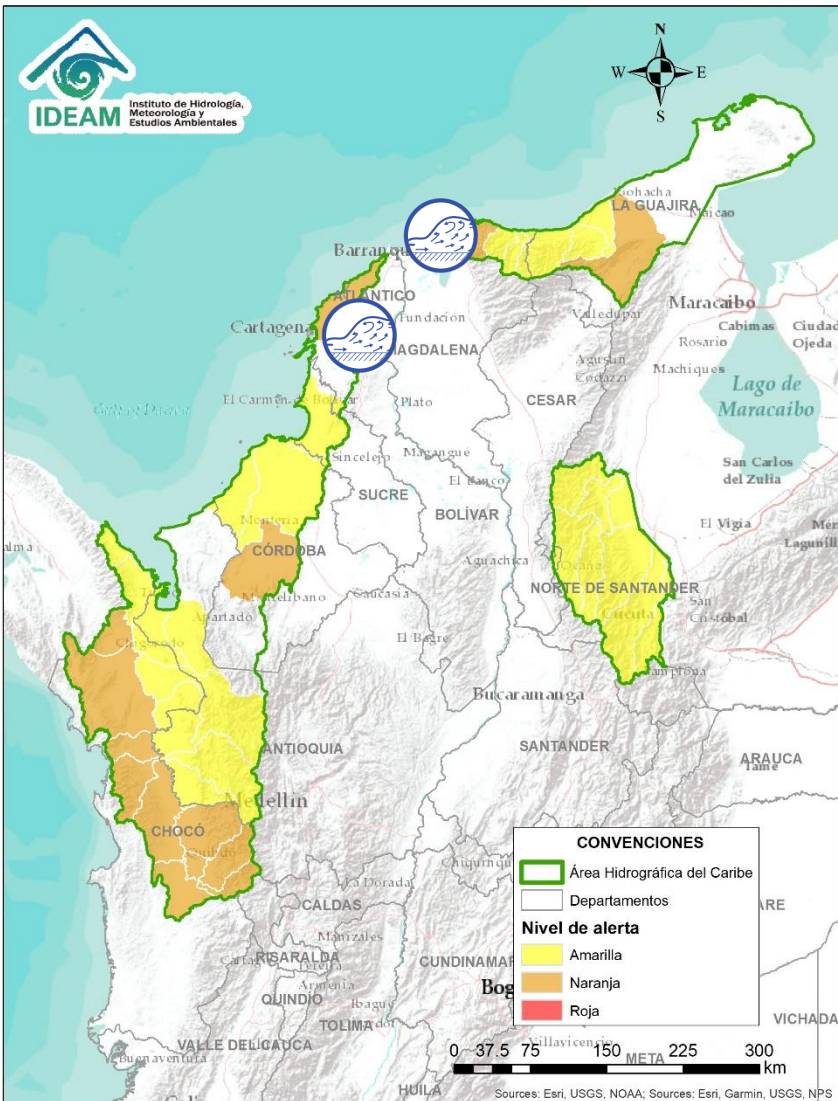 IDEAM
Instituto de Hidrología,
Meteorología y
Estudios Ambientales
N
W
E
S
Riohacha
LA GUAJIRA
Maicao
ATLÁNTICO
Cartagena
Fundación
Maracaibo
Valledupar
Cabimas
Ciudad
Ojeda
Rosario
Machiques
MAGDALENA
Agustín
Codazzi
CESAR
Lago de
Maracaibo
El Carmen de Bolívar
Plato
Sincelejo
Magangué
San Carlos
del Zulia
El Banco
SUCRE
BOLÍVAR
El Vigía
Montería
CÓRDOBA
Aguachica
Ocaña
NORTE DE SANTANDER
Montelibano
Caucasia
Apartadó
San
Cristóbal
Cúcuta
El Bagre
Bucaramanga
ANTIOQUIA
SANTANDER
ARAUCA
Tame
Medellín
CHOCÓ
Quibdó
La Dorada
CALDAS
Manizales
RISARALDA
Pereira
Armenia
QUINDÍO
Ibagué
TOLIMA
VALLE DEL CAUCA
Buenaventura
HUILA
Villavicencio
META
VICHADA
CONVENCIONES
Área Hidrográfica del Caribe
Departamentos
Nivel de alerta
Amarilla
Naranja
Roja
0 37.5 75 150 225 300
km
Sources: Esri, USGS, NOAA; Sources: Esri, Garmin, USGS, NPS